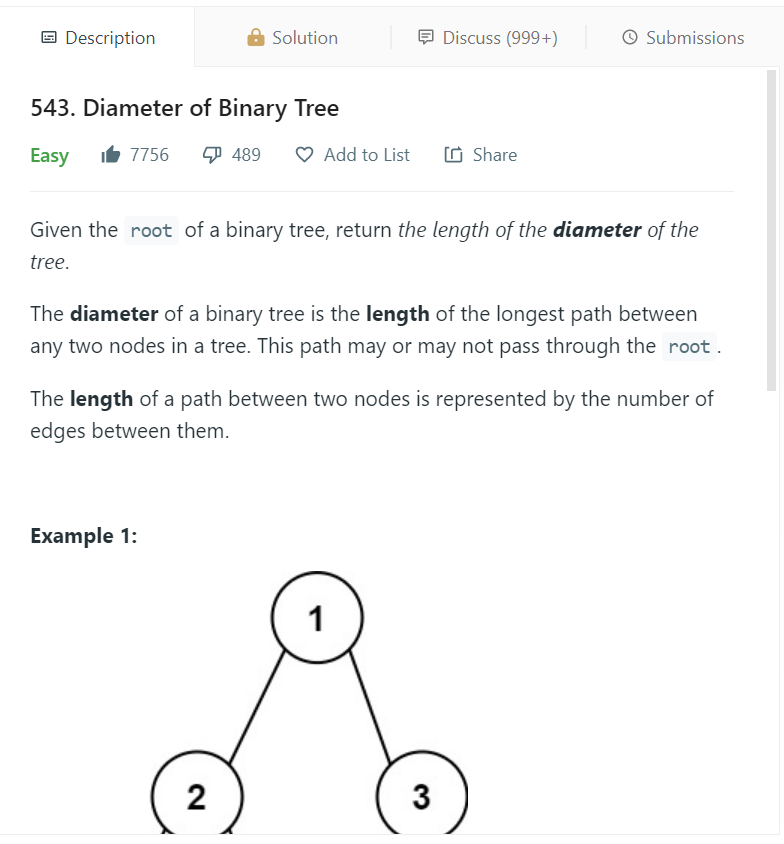 Description Solution Discuss (999+) Submissions
543. Diameter of Binary Tree
Easy 7756 489 Add to List Share
Given the root of a binary tree, return the length of the diameter of the
tree.
The diameter of a binary tree is the length of the longest path between
any two nodes in a tree. This path may or may not pass through the root.
The length of a path between two nodes is represented by the number of
edges between them.
Example 1:
1
2 3